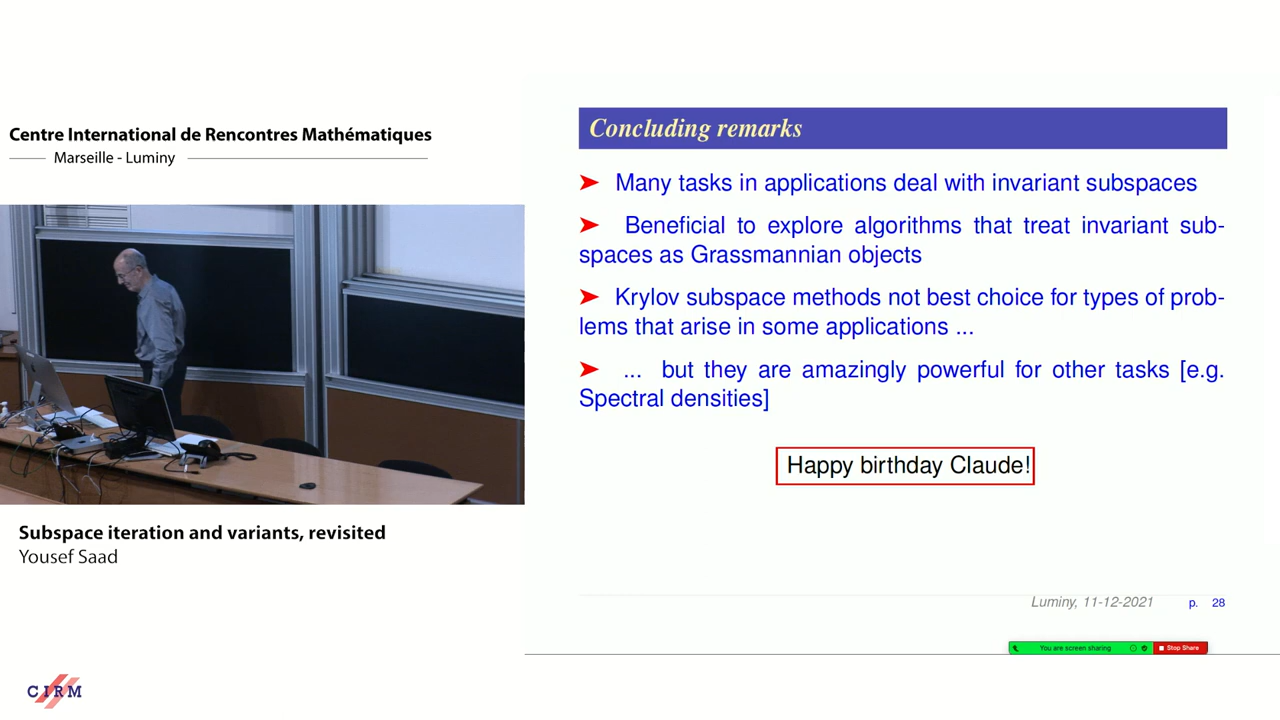 Centre International de Rencontres Mathématiques
Marseille - Luminy
Subspace iteration and variants, revisited
Yousef Saad
CIRM
Concluding remarks
➤ Many tasks in applications deal with invariant subspaces
➤ Beneficial to explore algorithms that treat invariant sub-
spaces as Grassmannian objects
➤ Krylov subspace methods not best choice for types of prob-
lems that arise in some applications ...
➤ ... but they are amazingly powerful for other tasks [e.g.
Spectral densities]
Happy birthday Claude!
Luminy, 11-12-2021 p. 28
You are screen sharing Stop Share